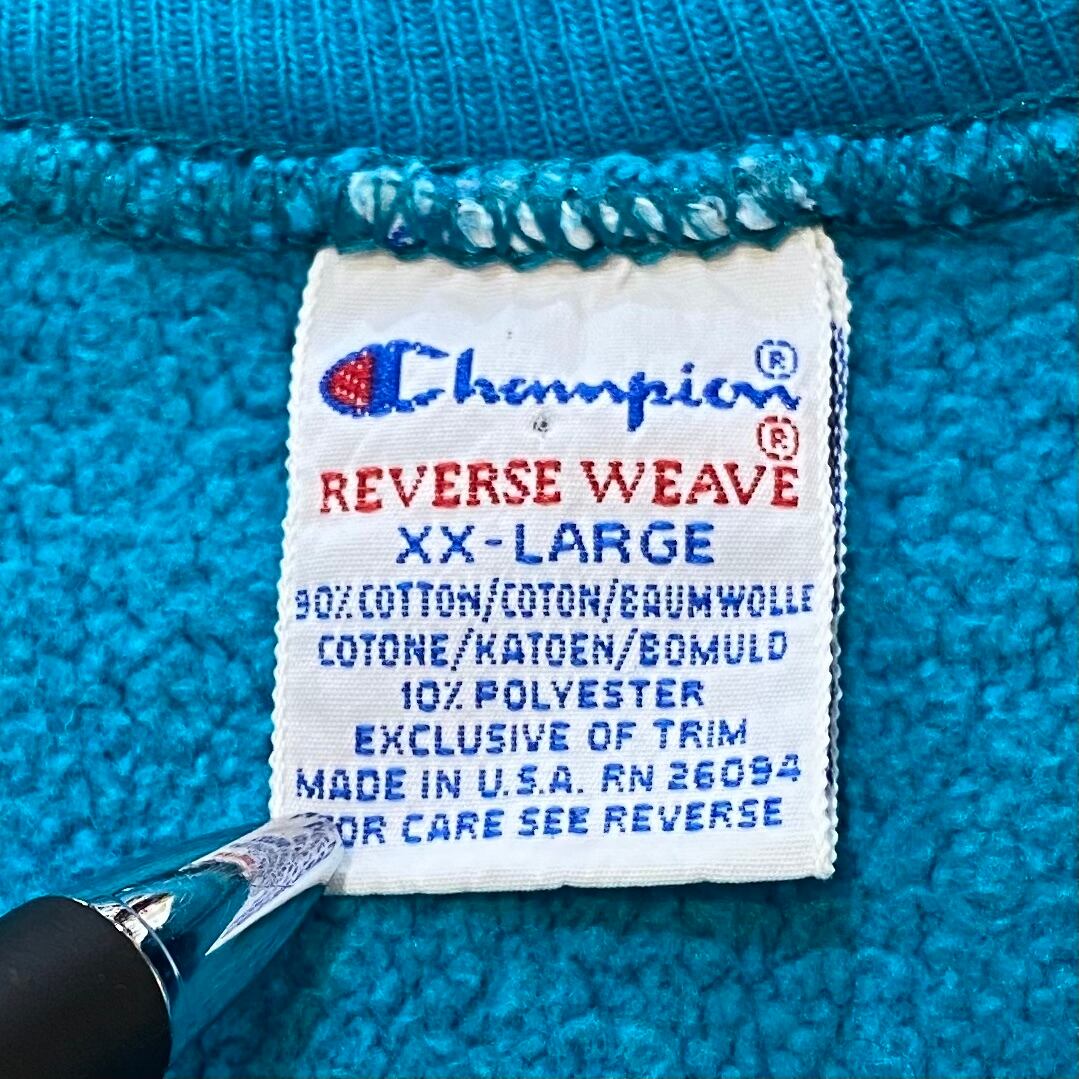 Champion®
®
REVERSE WEAVE
XX-LARGE
90% COTTON/COTON/BAUMWOLLE
COTONE/KATOEN/BOMULD
10% POLYESTER
EXCLUSIVE OF TRIM
MADE IN U.S.A. RN 26094
FOR CARE SEE REVERSE